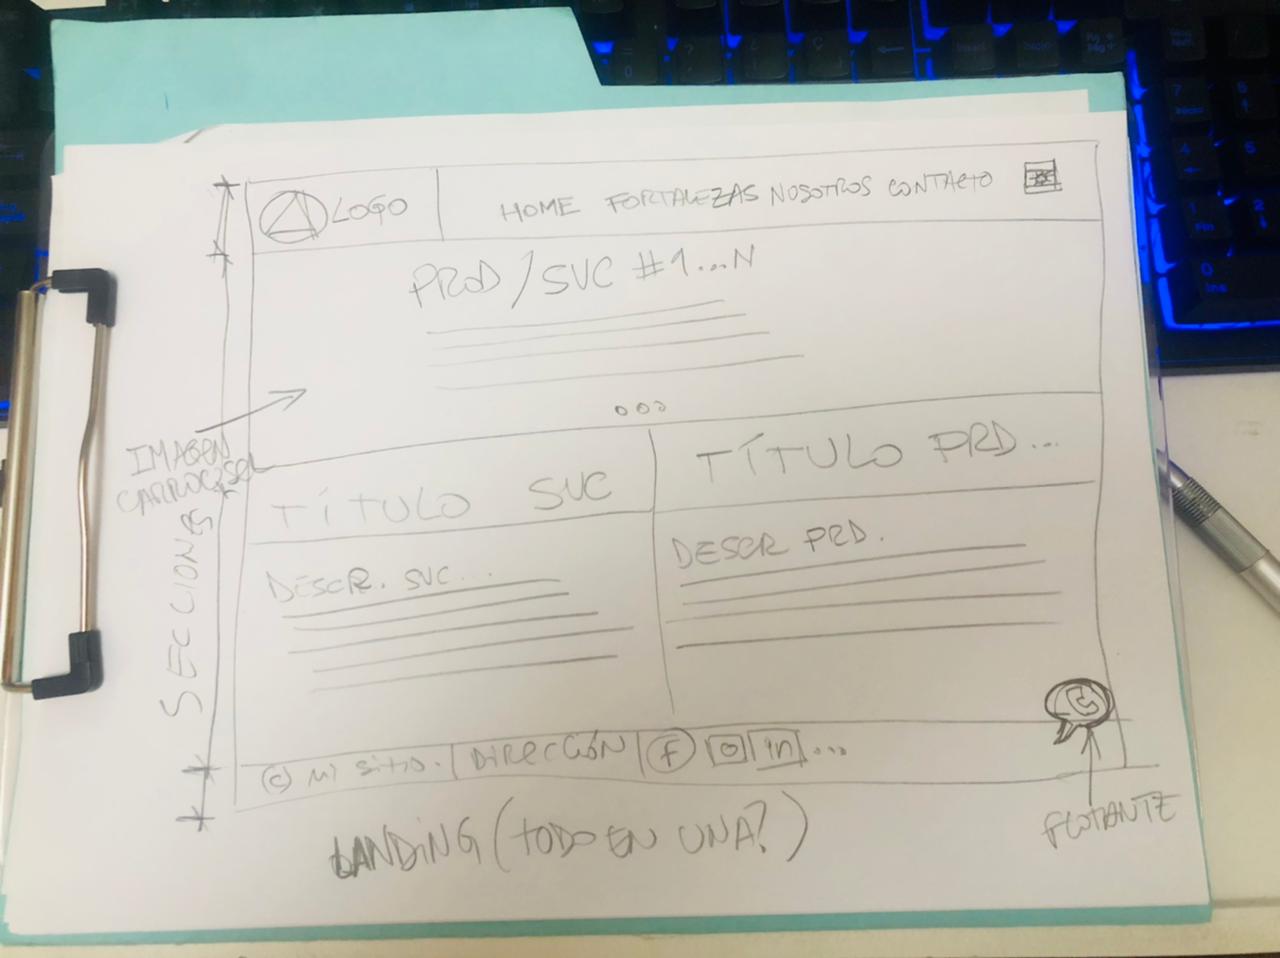 LOGO
HOME FORTALEZAS NOSOTROS CONTACTO
PROD/SVC #1...N
IMAGEN
CARROUSEL
SECCIONES
TÍTULO SVC
TÍTULO PRD...
DESCR. SVC...
DESCR PRD.
© MI SITIO. | DIRECCIÓN | f in ...
FLOTANTE
LANDING (TODO EN UNA?)